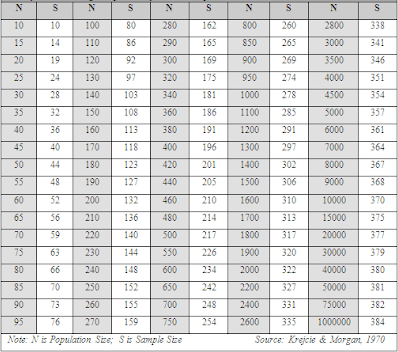 N S N S N S N S N S
10 10 100 80 280 162 800 260 2800 338
15 14 110 86 290 165 850 265 3000 341
20 19 120 92 300 169 900 269 3500 346
25 24 130 97 320 175 950 274 4000 351
30 28 140 103 340 181 1000 278 4500 354
35 32 150 108 360 186 1100 285 5000 357
40 36 160 113 380 191 1200 291 6000 361
45 40 170 118 400 196 1300 297 7000 364
50 44 180 123 420 201 1400 302 8000 367
55 48 190 127 440 205 1500 306 9000 368
60 52 200 132 460 210 1600 310 10000 370
65 56 210 136 480 214 1700 313 15000 375
70 59 220 140 500 217 1800 317 20000 377
75 63 230 144 550 226 1900 320 30000 379
80 66 240 148 600 234 2000 322 40000 380
85 70 250 152 650 242 2200 327 50000 381
90 73 260 155 700 248 2400 331 75000 382
95 76 270 159 750 254 2600 335 1000000 384
Note: N is Population Size; S is Sample Size Source: Krejcie & Morgan, 1970